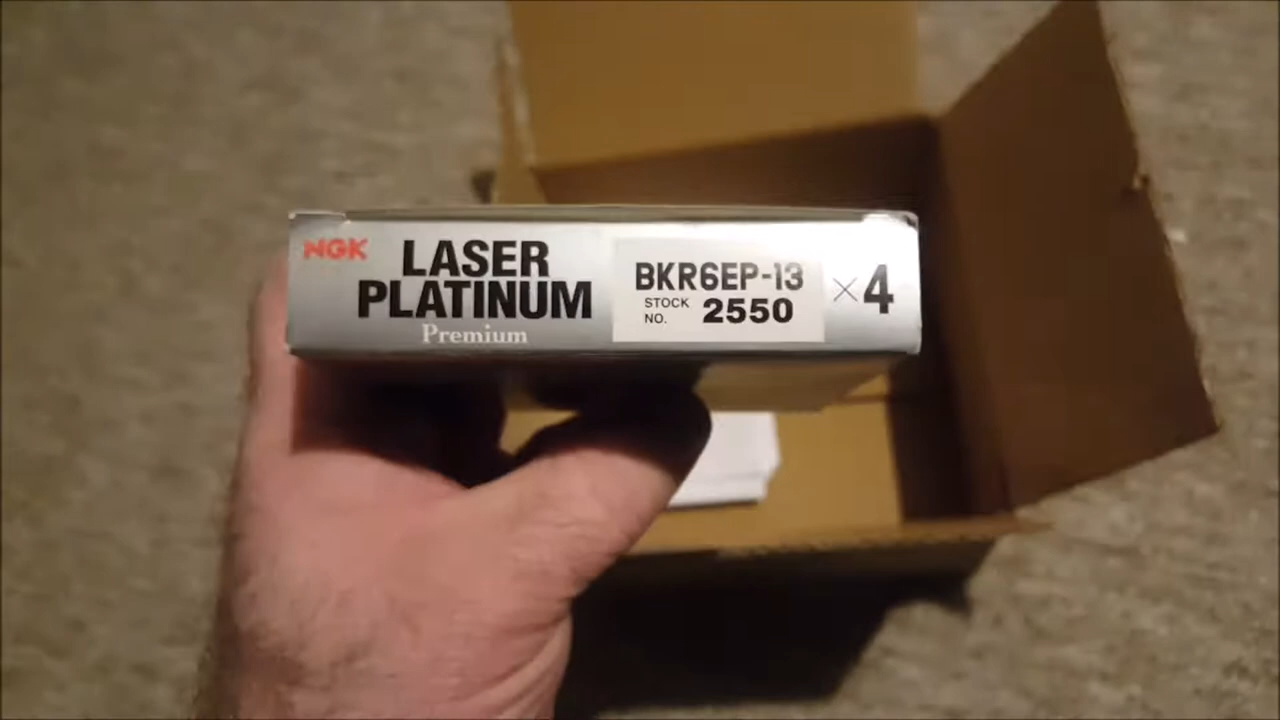 NGK
LASER
PLATINUM
Premium
BKR6EP-13
STOCK
NO. 2550
×4